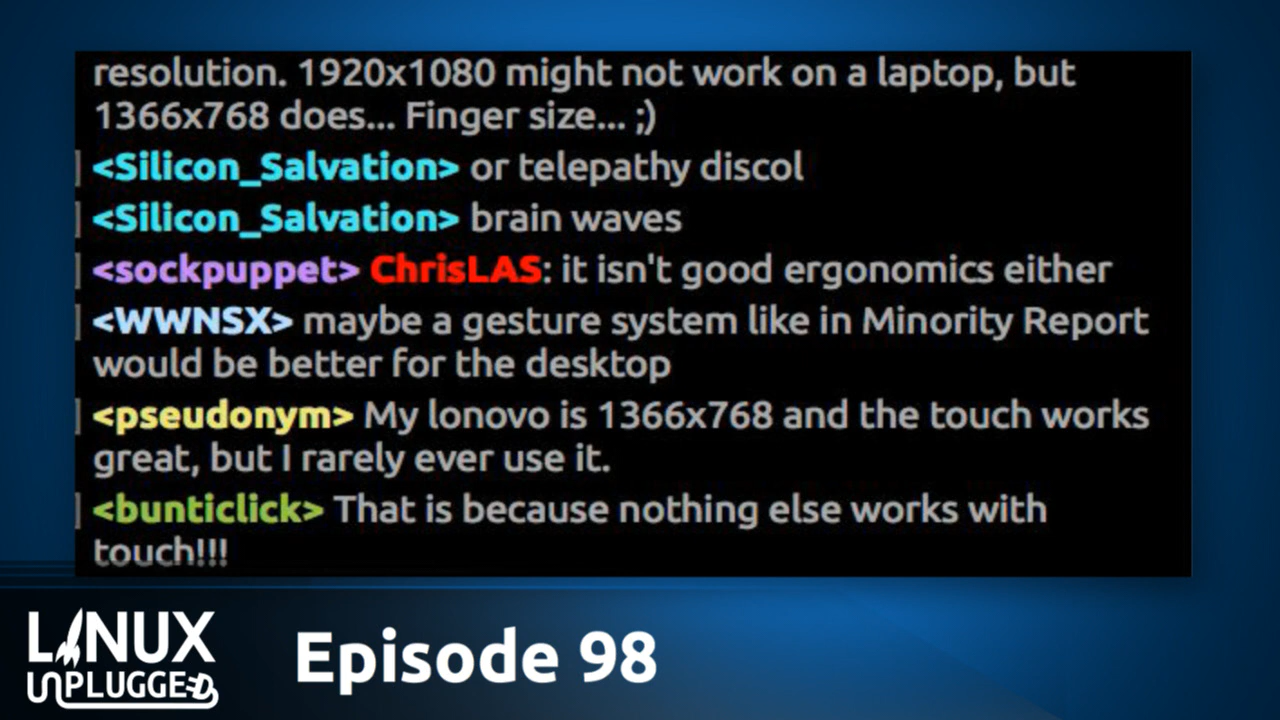 resolution. 1920x1080 might not work on a laptop, but
1366x768 does... Finger size... ;)
<Silicon_Salvation> or telepathy discol
<Silicon_Salvation> brain waves
<sockpuppet> ChrisLAS: it isn't good ergonomics either
<WWNSX> maybe a gesture system like in Minority Report
would be better for the desktop
<pseudonym> My lonovo is 1366x768 and the touch works
great, but I rarely ever use it.
<bunticlick> That is because nothing else works with
touch!!!
LINUX
UNPLUGGED
Episode 98